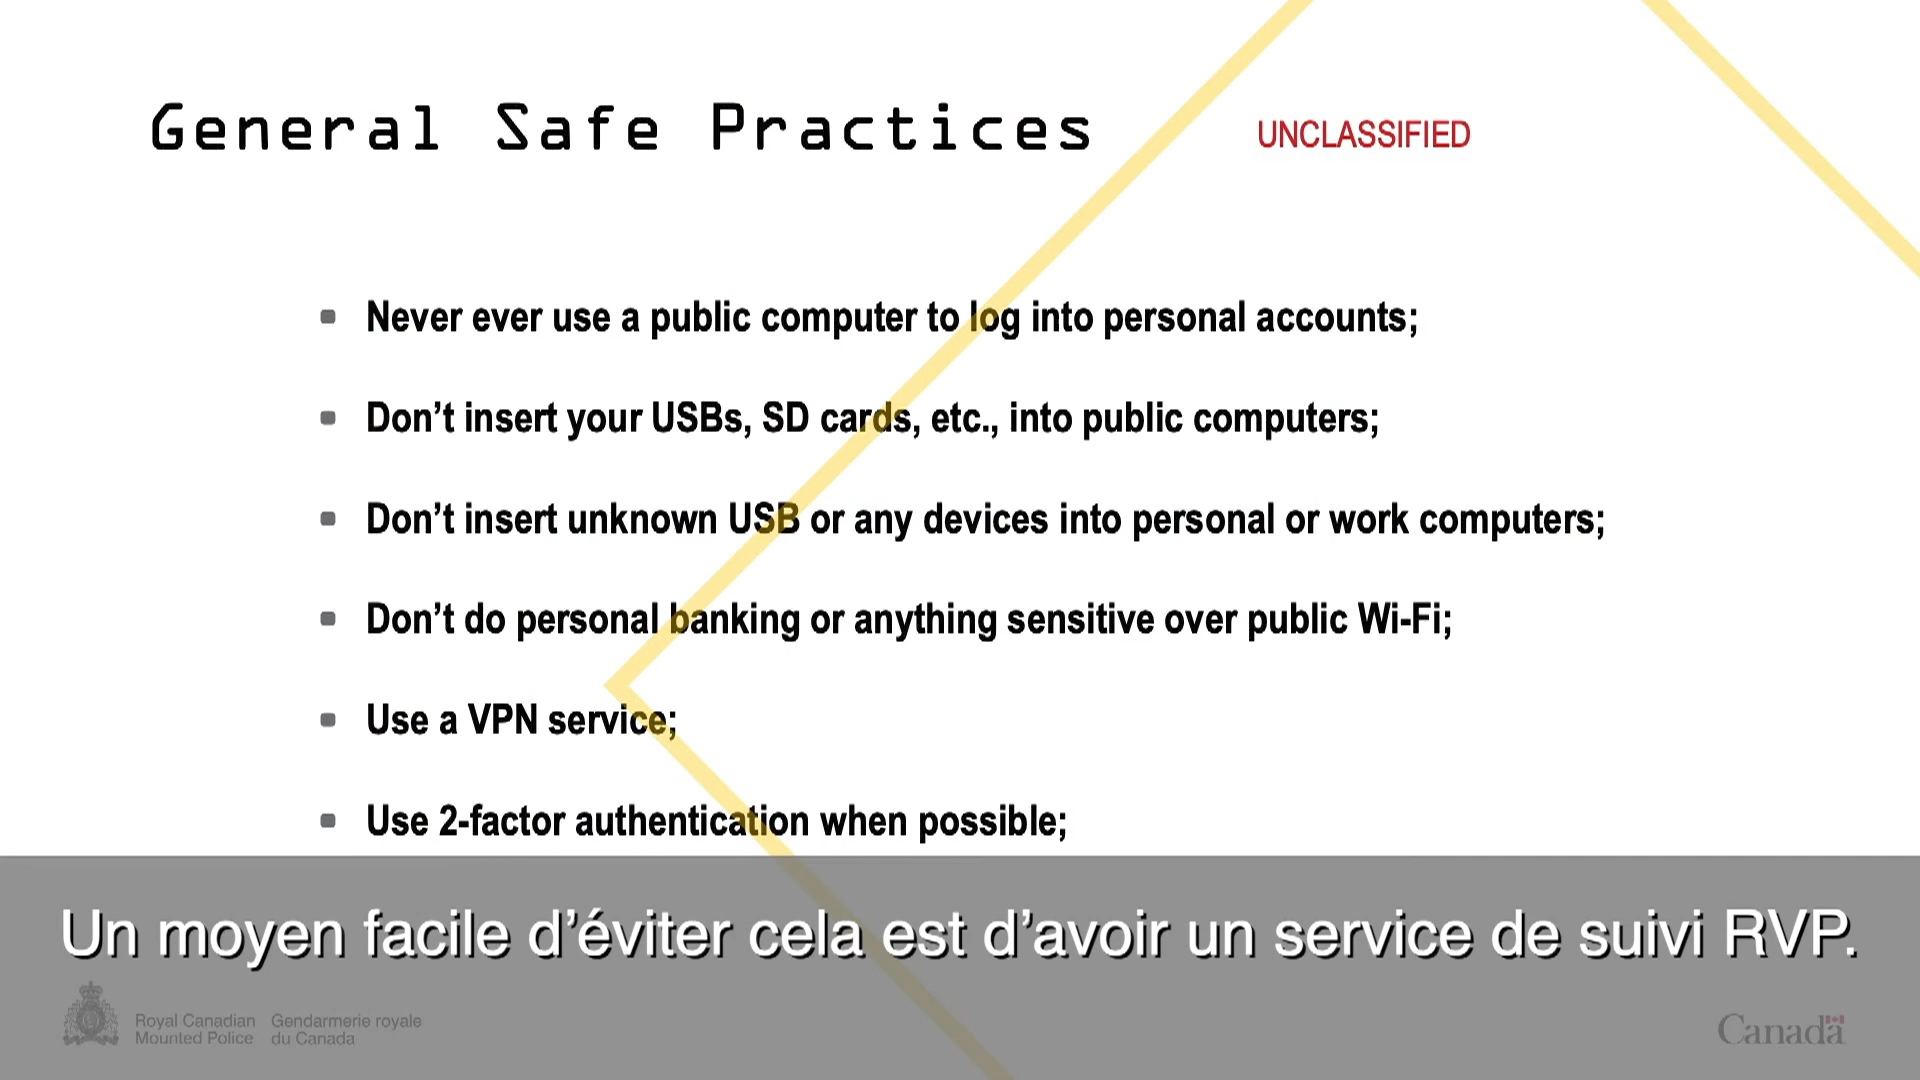 General Safe Practices
UNCLASSIFIED
Never ever use a public computer to log into personal accounts;
Don’t insert your USBs, SD cards, etc., into public computers;
Don’t insert unknown USB or any devices into personal or work computers;
Don’t do personal banking or anything sensitive over public Wi-Fi;
Use a VPN service;
Use 2-factor authentication when possible;
Un moyen facile d’éviter cela est d’avoir un service de suivi RVP.
Royal Canadian
Mounted Police
Gendarmerie royale
du Canada
Canada